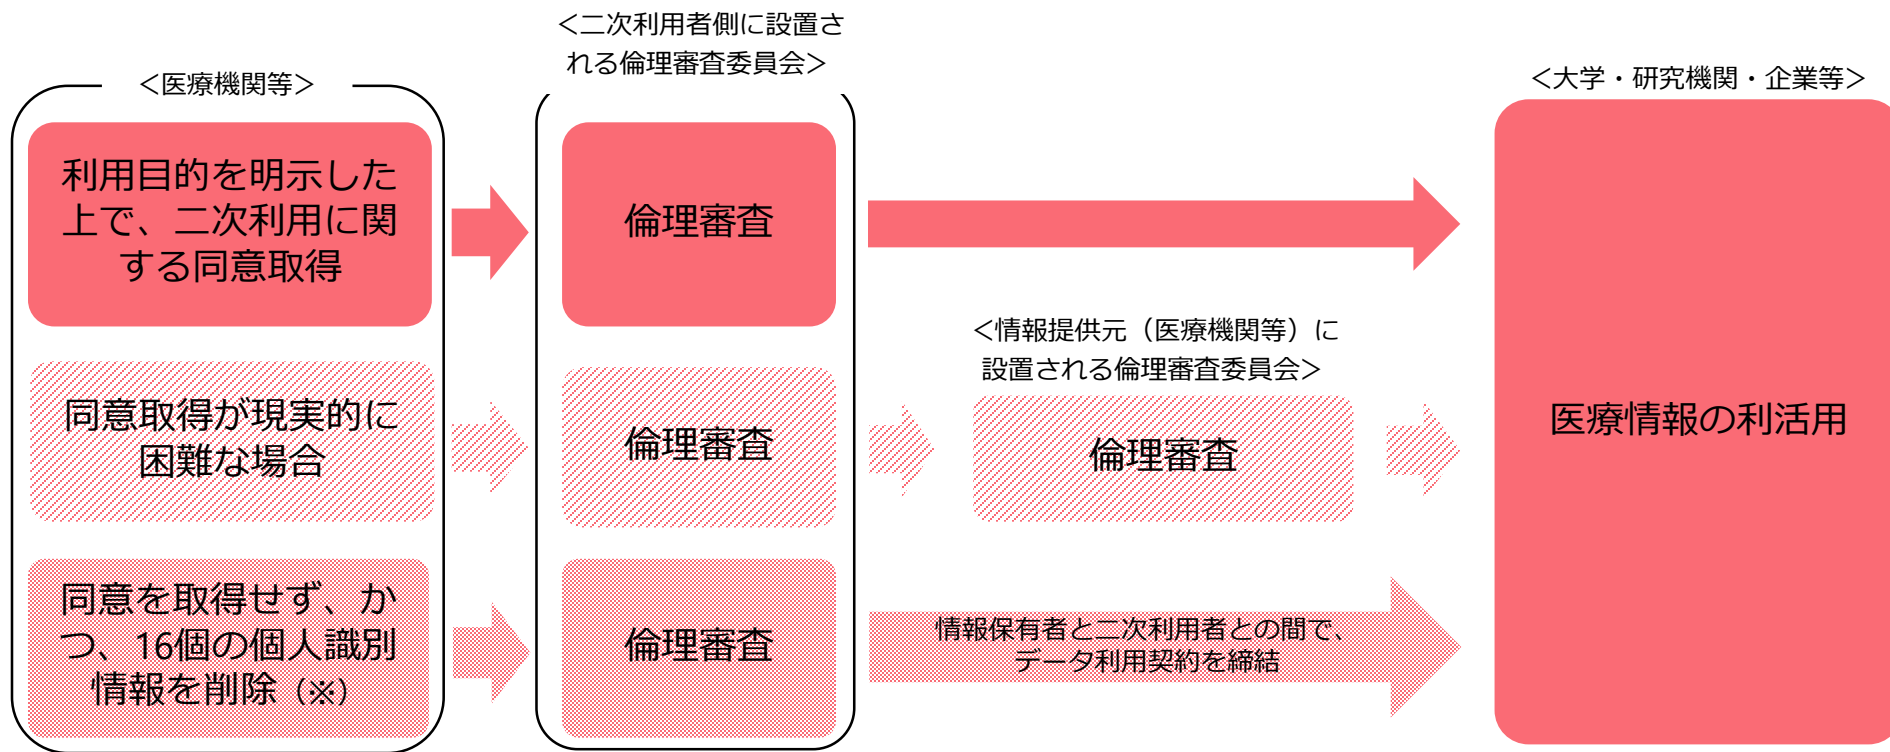 <医療機関等>
利用目的を明示した
上で、二次利用に関
する同意取得
同意取得が現実的に
困難な場合
同意を取得せず、か
つ、16個の個人識別
情報を削除（※）
<二次利用者側に設置さ
れる倫理審査委員会>
倫理審査
倫理審査
倫理審査
<情報提供元（医療機関等）に
設置される倫理審査委員会>
倫理審査
情報保有者と二次利用者との間で、
データ利用契約を締結
<大学・研究機関・企業等>
医療情報の利活用